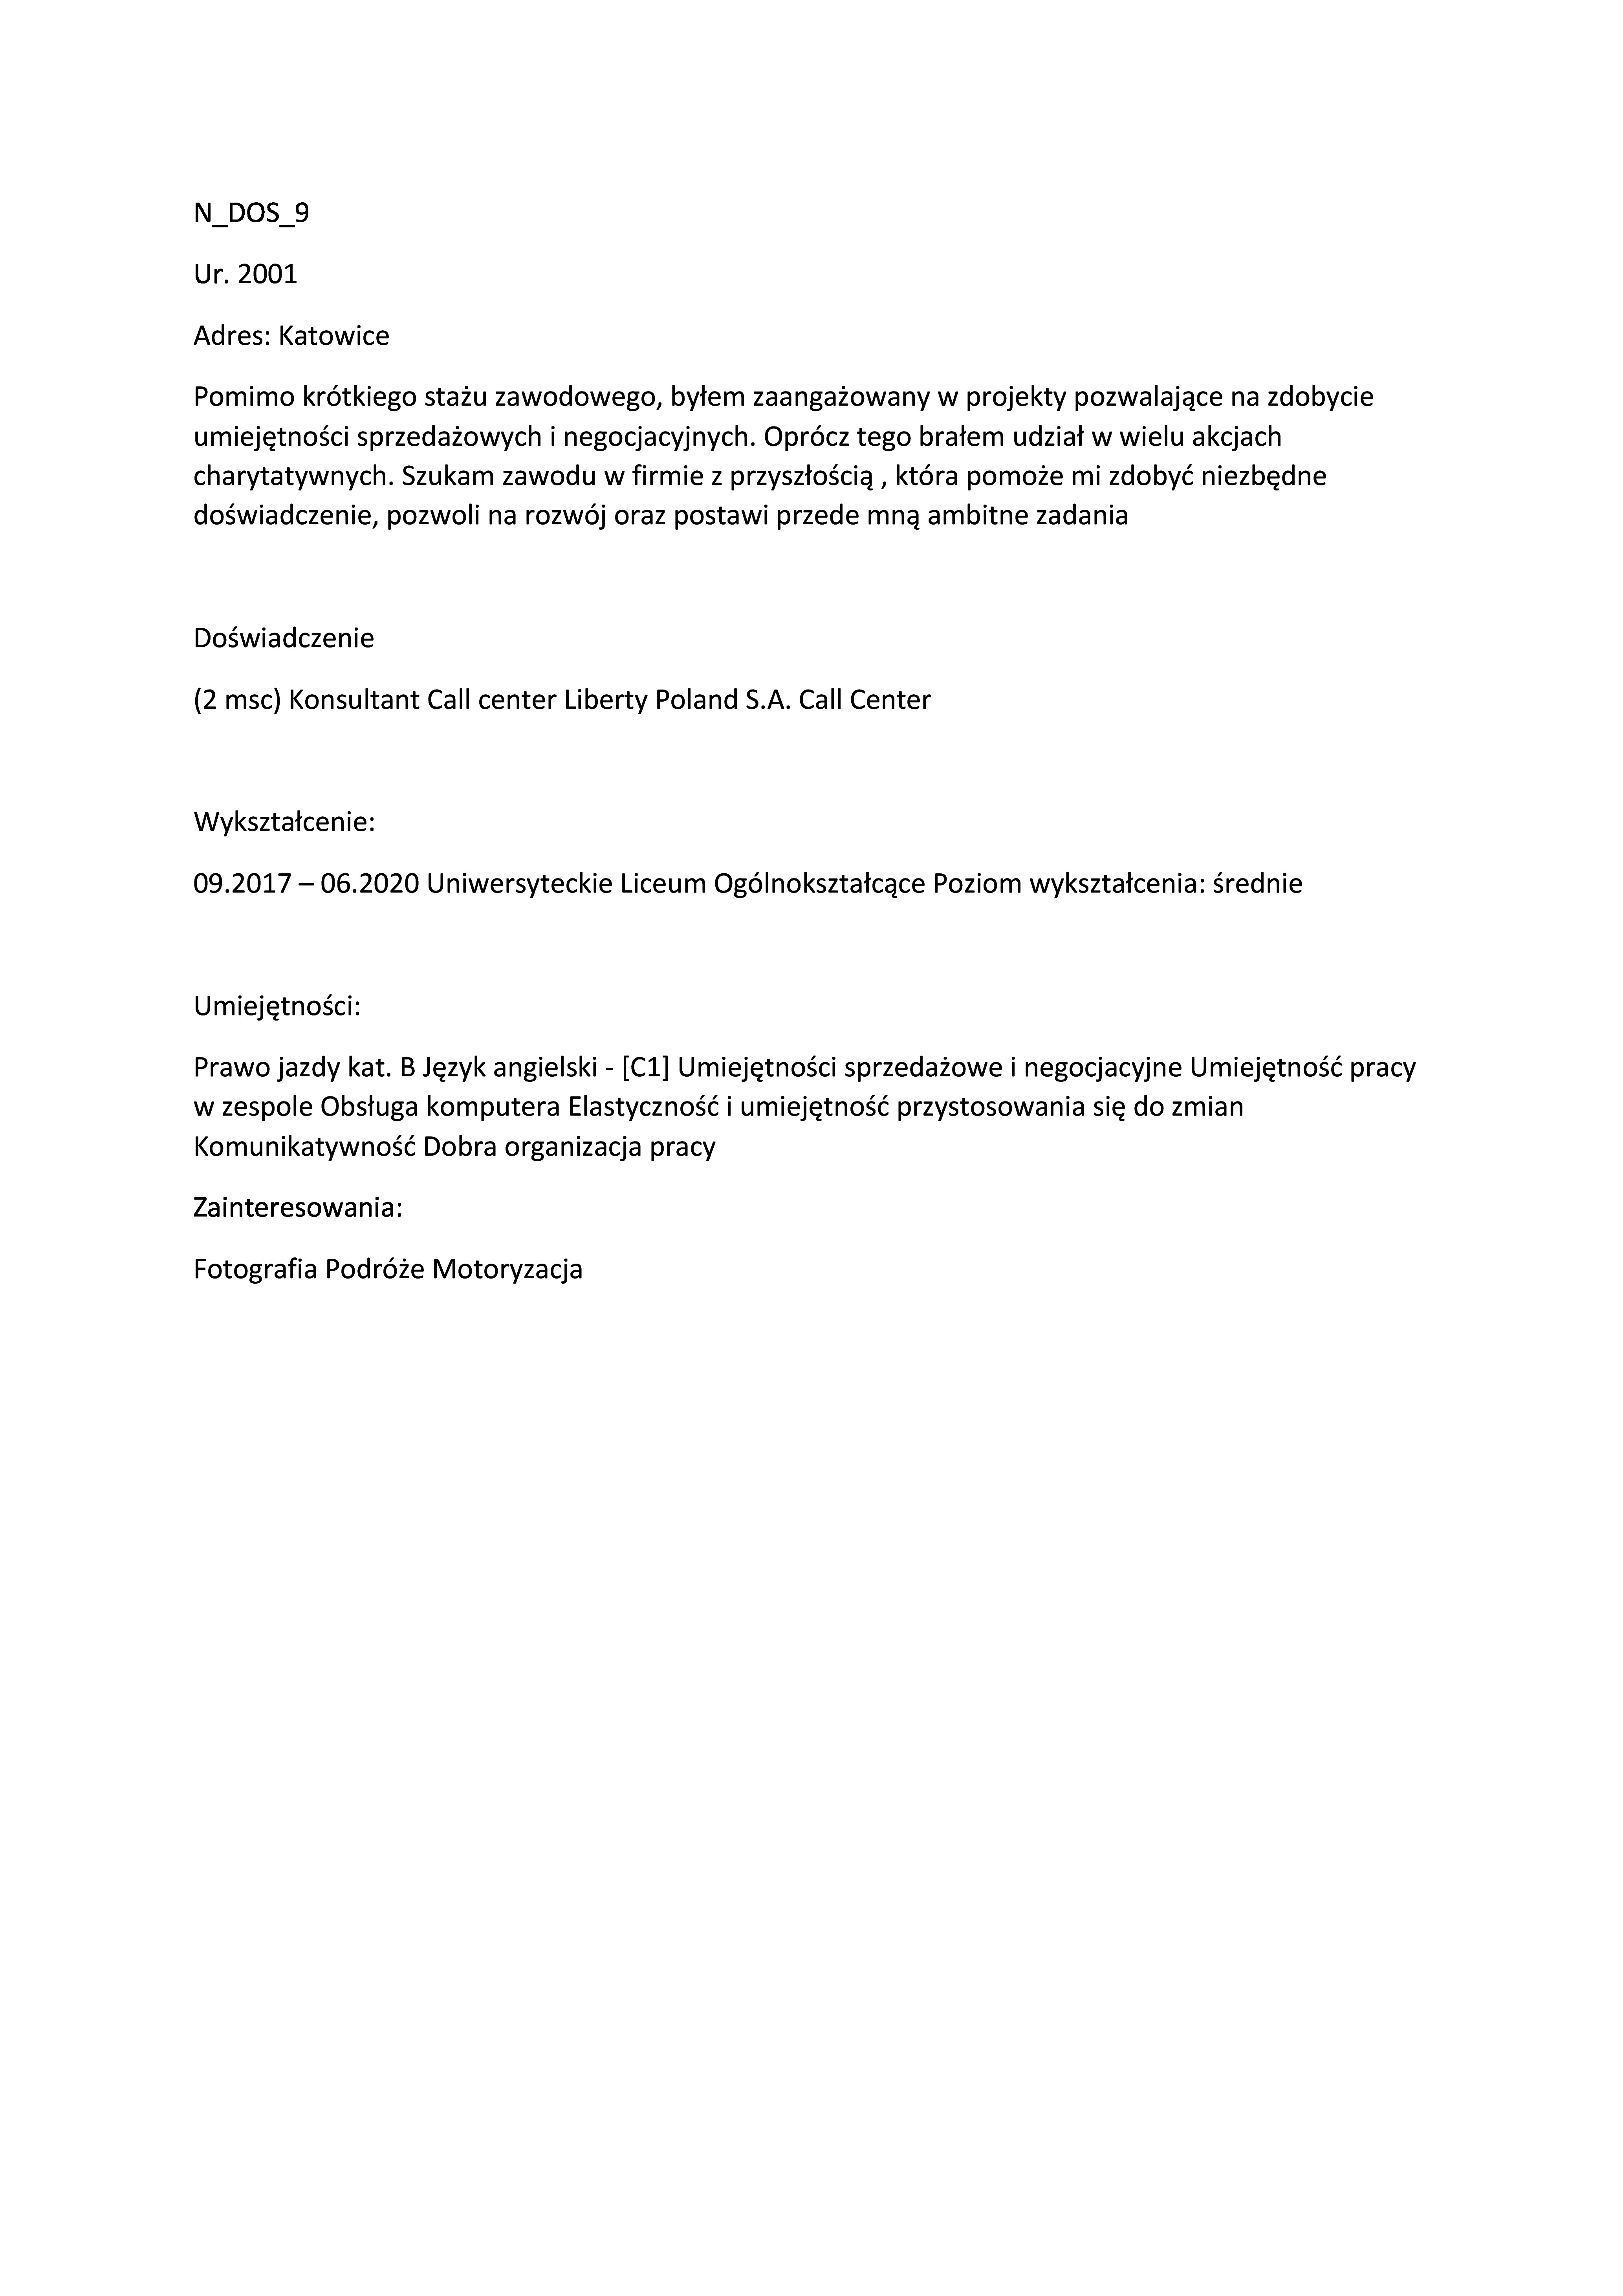 N_DOS_9
Ur. 2001
Adres: Katowice
Pomimo krótkiego stażu zawodowego, byłem zaangażowany w projekty pozwalające na zdobycie
umiejętności sprzedażowych i negocjacyjnych. Oprócz tego brałem udział w wielu akcjach
charytatywnych. Szukam zawodu w firmie z przyszłością , która pomoże mi zdobyć niezbędne
doświadczenie, pozwoli na rozwój oraz postawi przede mną ambitne zadania
Doświadczenie
(2 msc) Konsultant Call center Liberty Poland S.A. Call Center
Wykształcenie:
09.2017 – 06.2020 Uniwersyteckie Liceum Ogólnokształcące Poziom wykształcenia: średnie
Umiejętności:
Prawo jazdy kat. B Język angielski - [C1] Umiejętności sprzedażowe i negocjacyjne Umiejętność pracy
w zespole Obsługa komputera Elastyczność i umiejętność przystosowania się do zmian
Komunikatywność Dobra organizacja pracy
Zainteresowania:
Fotografia Podróże Motoryzacja